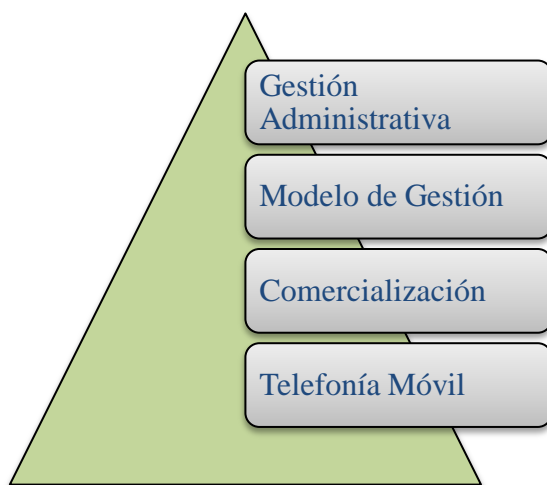 Gestión
Administrativa
Modelo de Gestión
Comercialización
Telefonía Móvil